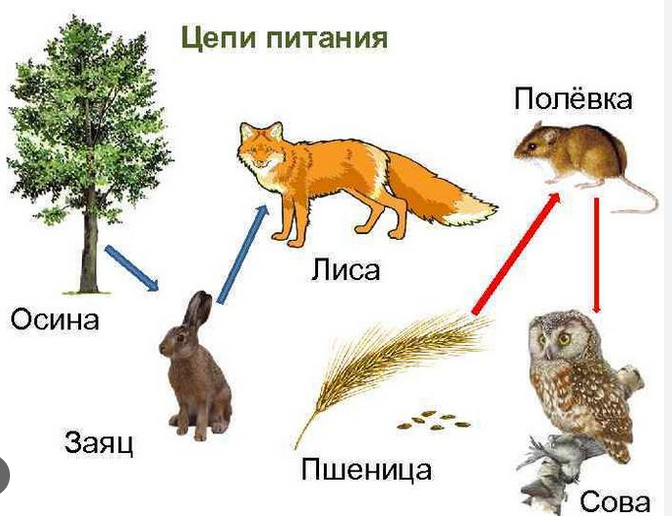 Цепи питания
Полёвка
Лиса
Осина
Заяц
Пшеница
Сова